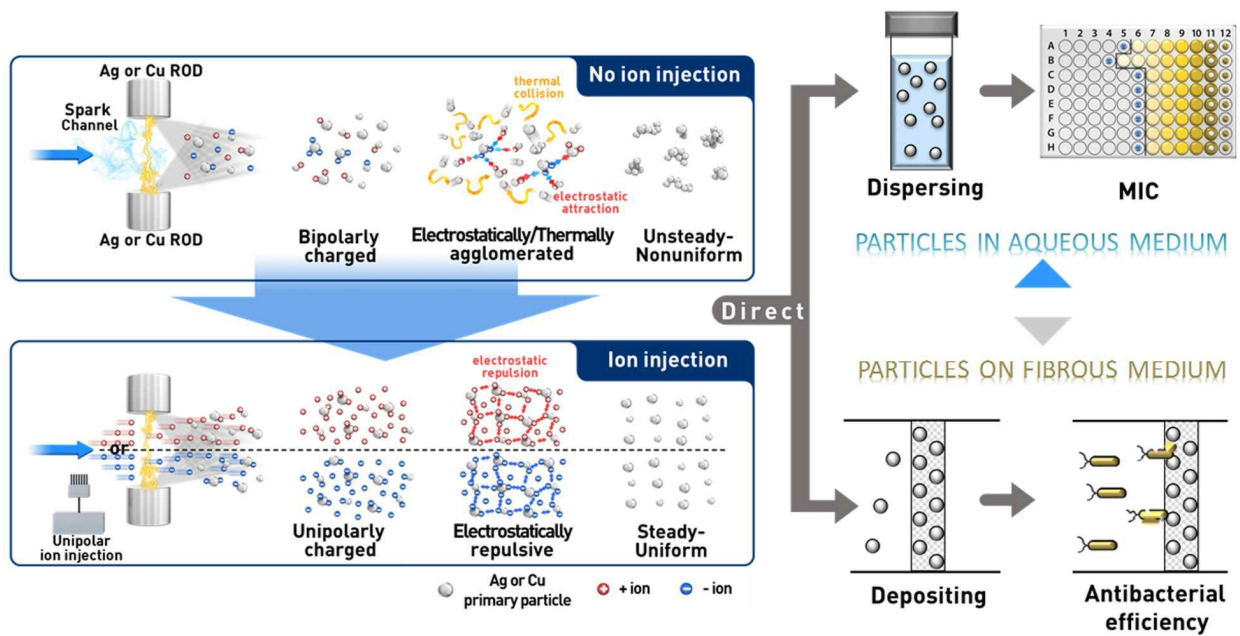 No ion injection
Ag or Cu ROD
Spark
Channel
Ag or Cu ROD
thermal
collision
electrostatic
attraction
Bipolarly
charged
Electrostatically/Thermally
agglomerated
Unsteady-
Nonuniform
Ion injection
electrostatic
repulsion
or
Unipolar
ion injection
Unipolarly
charged
Electrostatically
repulsive
Steady-
Uniform
Ag or Cu
primary particle
+ ion
- ion
Direct
Dispersing
1 2 3 4 5 6 7 8 9 10 11 12
A
B
C
D
E
F
G
H
MIC
PARTICLES IN AQUEOUS MEDIUM
PARTICLES ON FIBROUS MEDIUM
Depositing
Antibacterial
efficiency